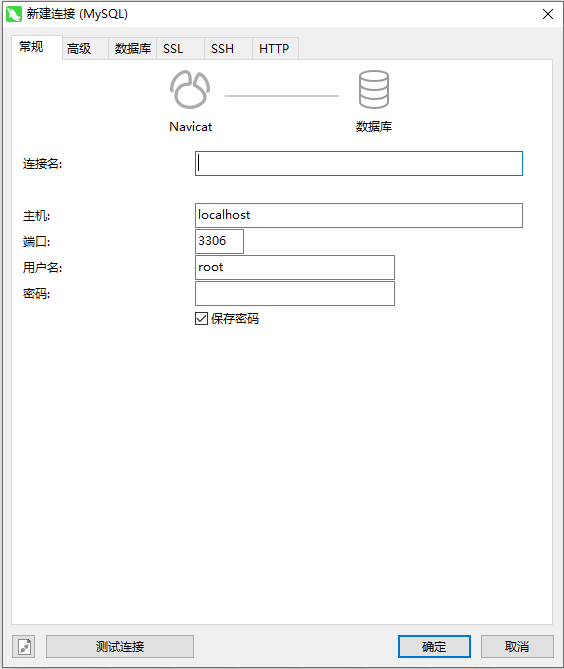 新建连接 (MySQL)
常规 高级 数据库 SSL SSH HTTP
Navicat 数据库
连接名:
主机: localhost
端口: 3306
用户名: root
密码:
保存密码
测试连接 确定 取消